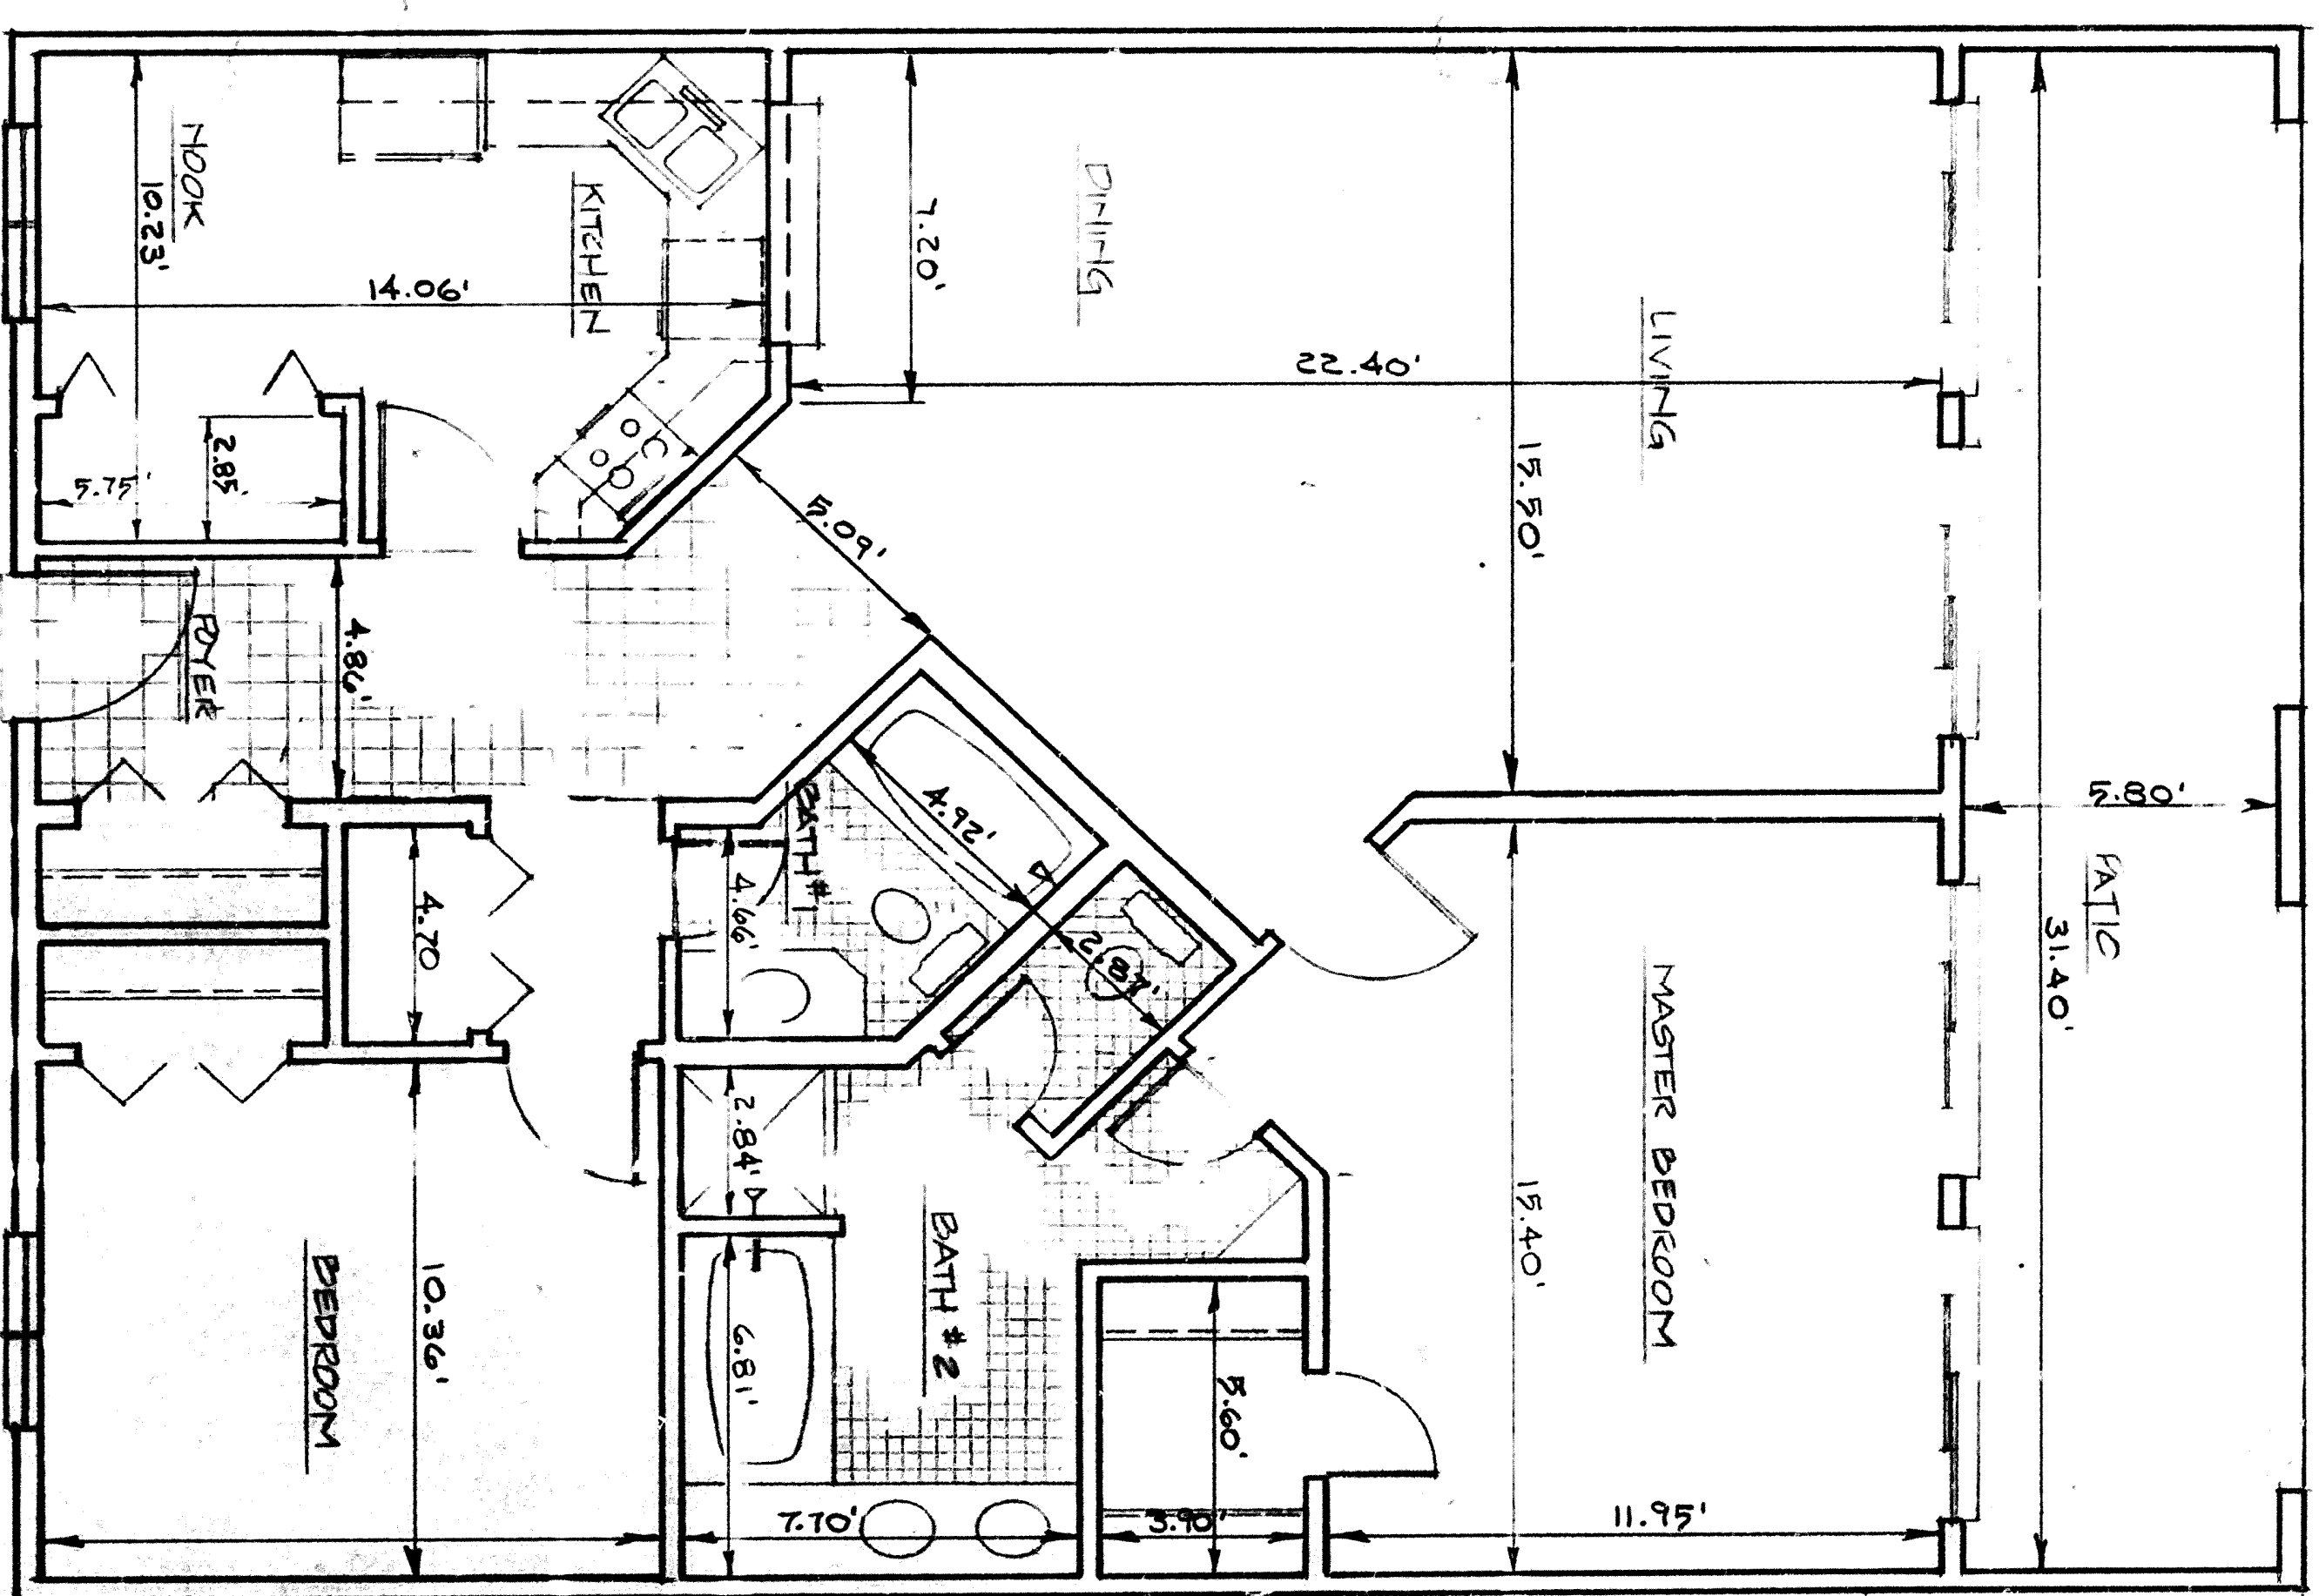 NOOK
10.23'
14.06'
KITCHEN
7.20'
DINING
22.40'
LIVING
15.50'
2.85
5.75'
5.09'
FOYER
4.86'
5.80'
PATIO
31.40'
BATH #1
4.92'
4.66'
4.70
2.87'
MASTER BEDROOM
15.40'
2.84'
BATH #2
6.81'
BEDROOM
10.36'
5.60'
7.70'
3.90'
11.95'